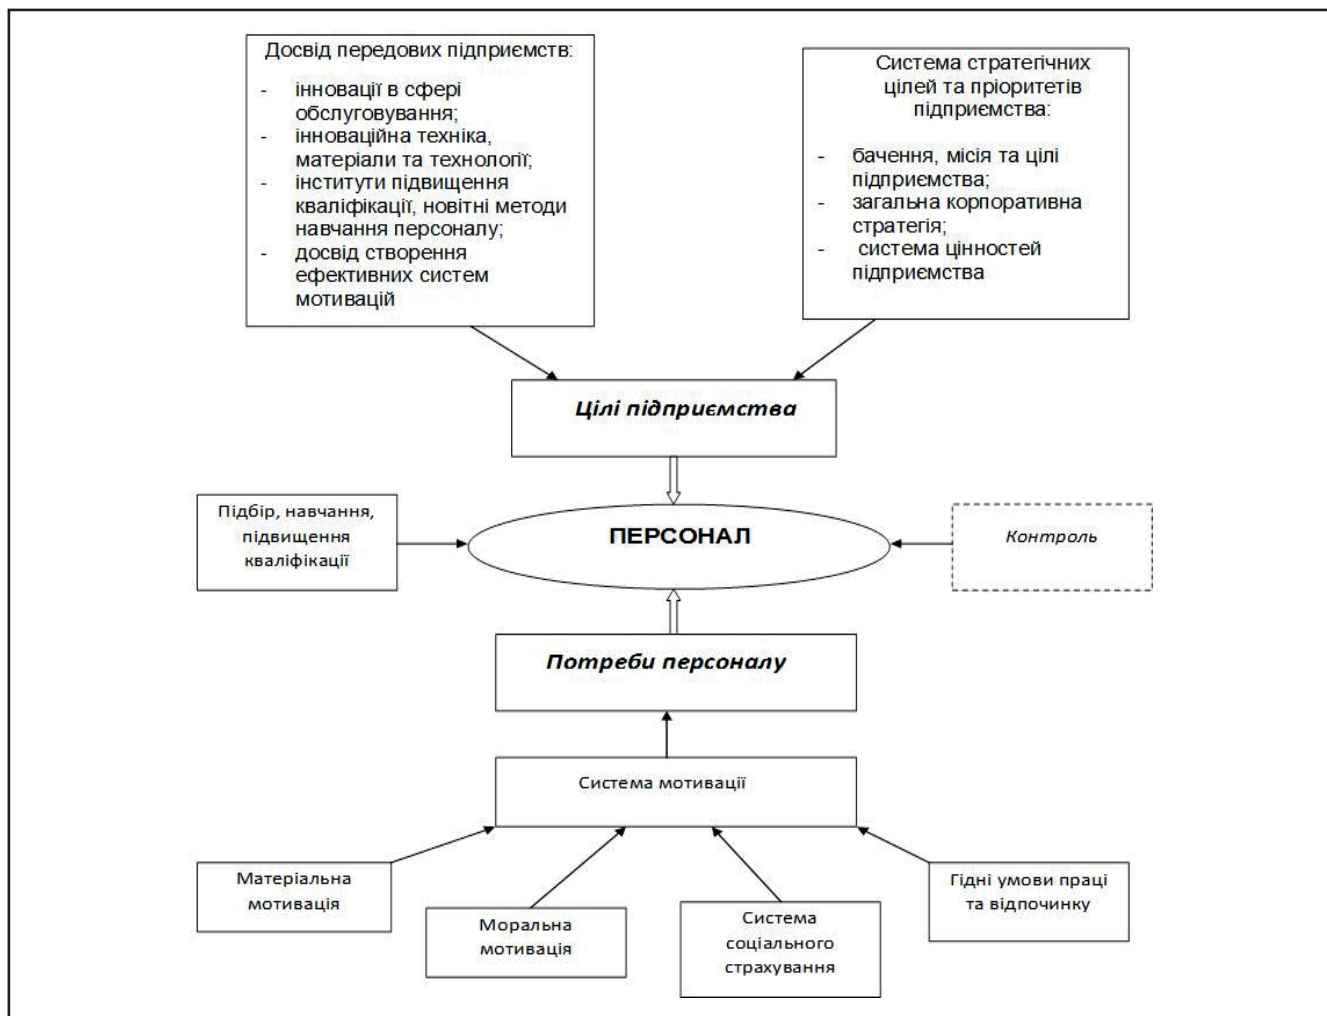 Досвід передових підприємств:
- інновації в сфері
обслуговування;
- інноваційна техніка,
матеріали та технології;
- інститути підвищення
кваліфікації, новітні методи
навчання персоналу;
- досвід створення
ефективних систем
мотивацій
Система стратегічних
цілей та пріоритетів
підприємства:
- бачення, місія та цілі
підприємства;
- загальна корпоративна
стратегія;
- система цінностей
підприємства
Цілі підприємства
Підбір, навчання,
підвищення
кваліфікації
ПЕРСОНАЛ
Контроль
Потреби персоналу
Система мотивації
Матеріальна
мотивація
Моральна
мотивація
Система
соціального
страхування
Гідні умови праці
та відпочинку